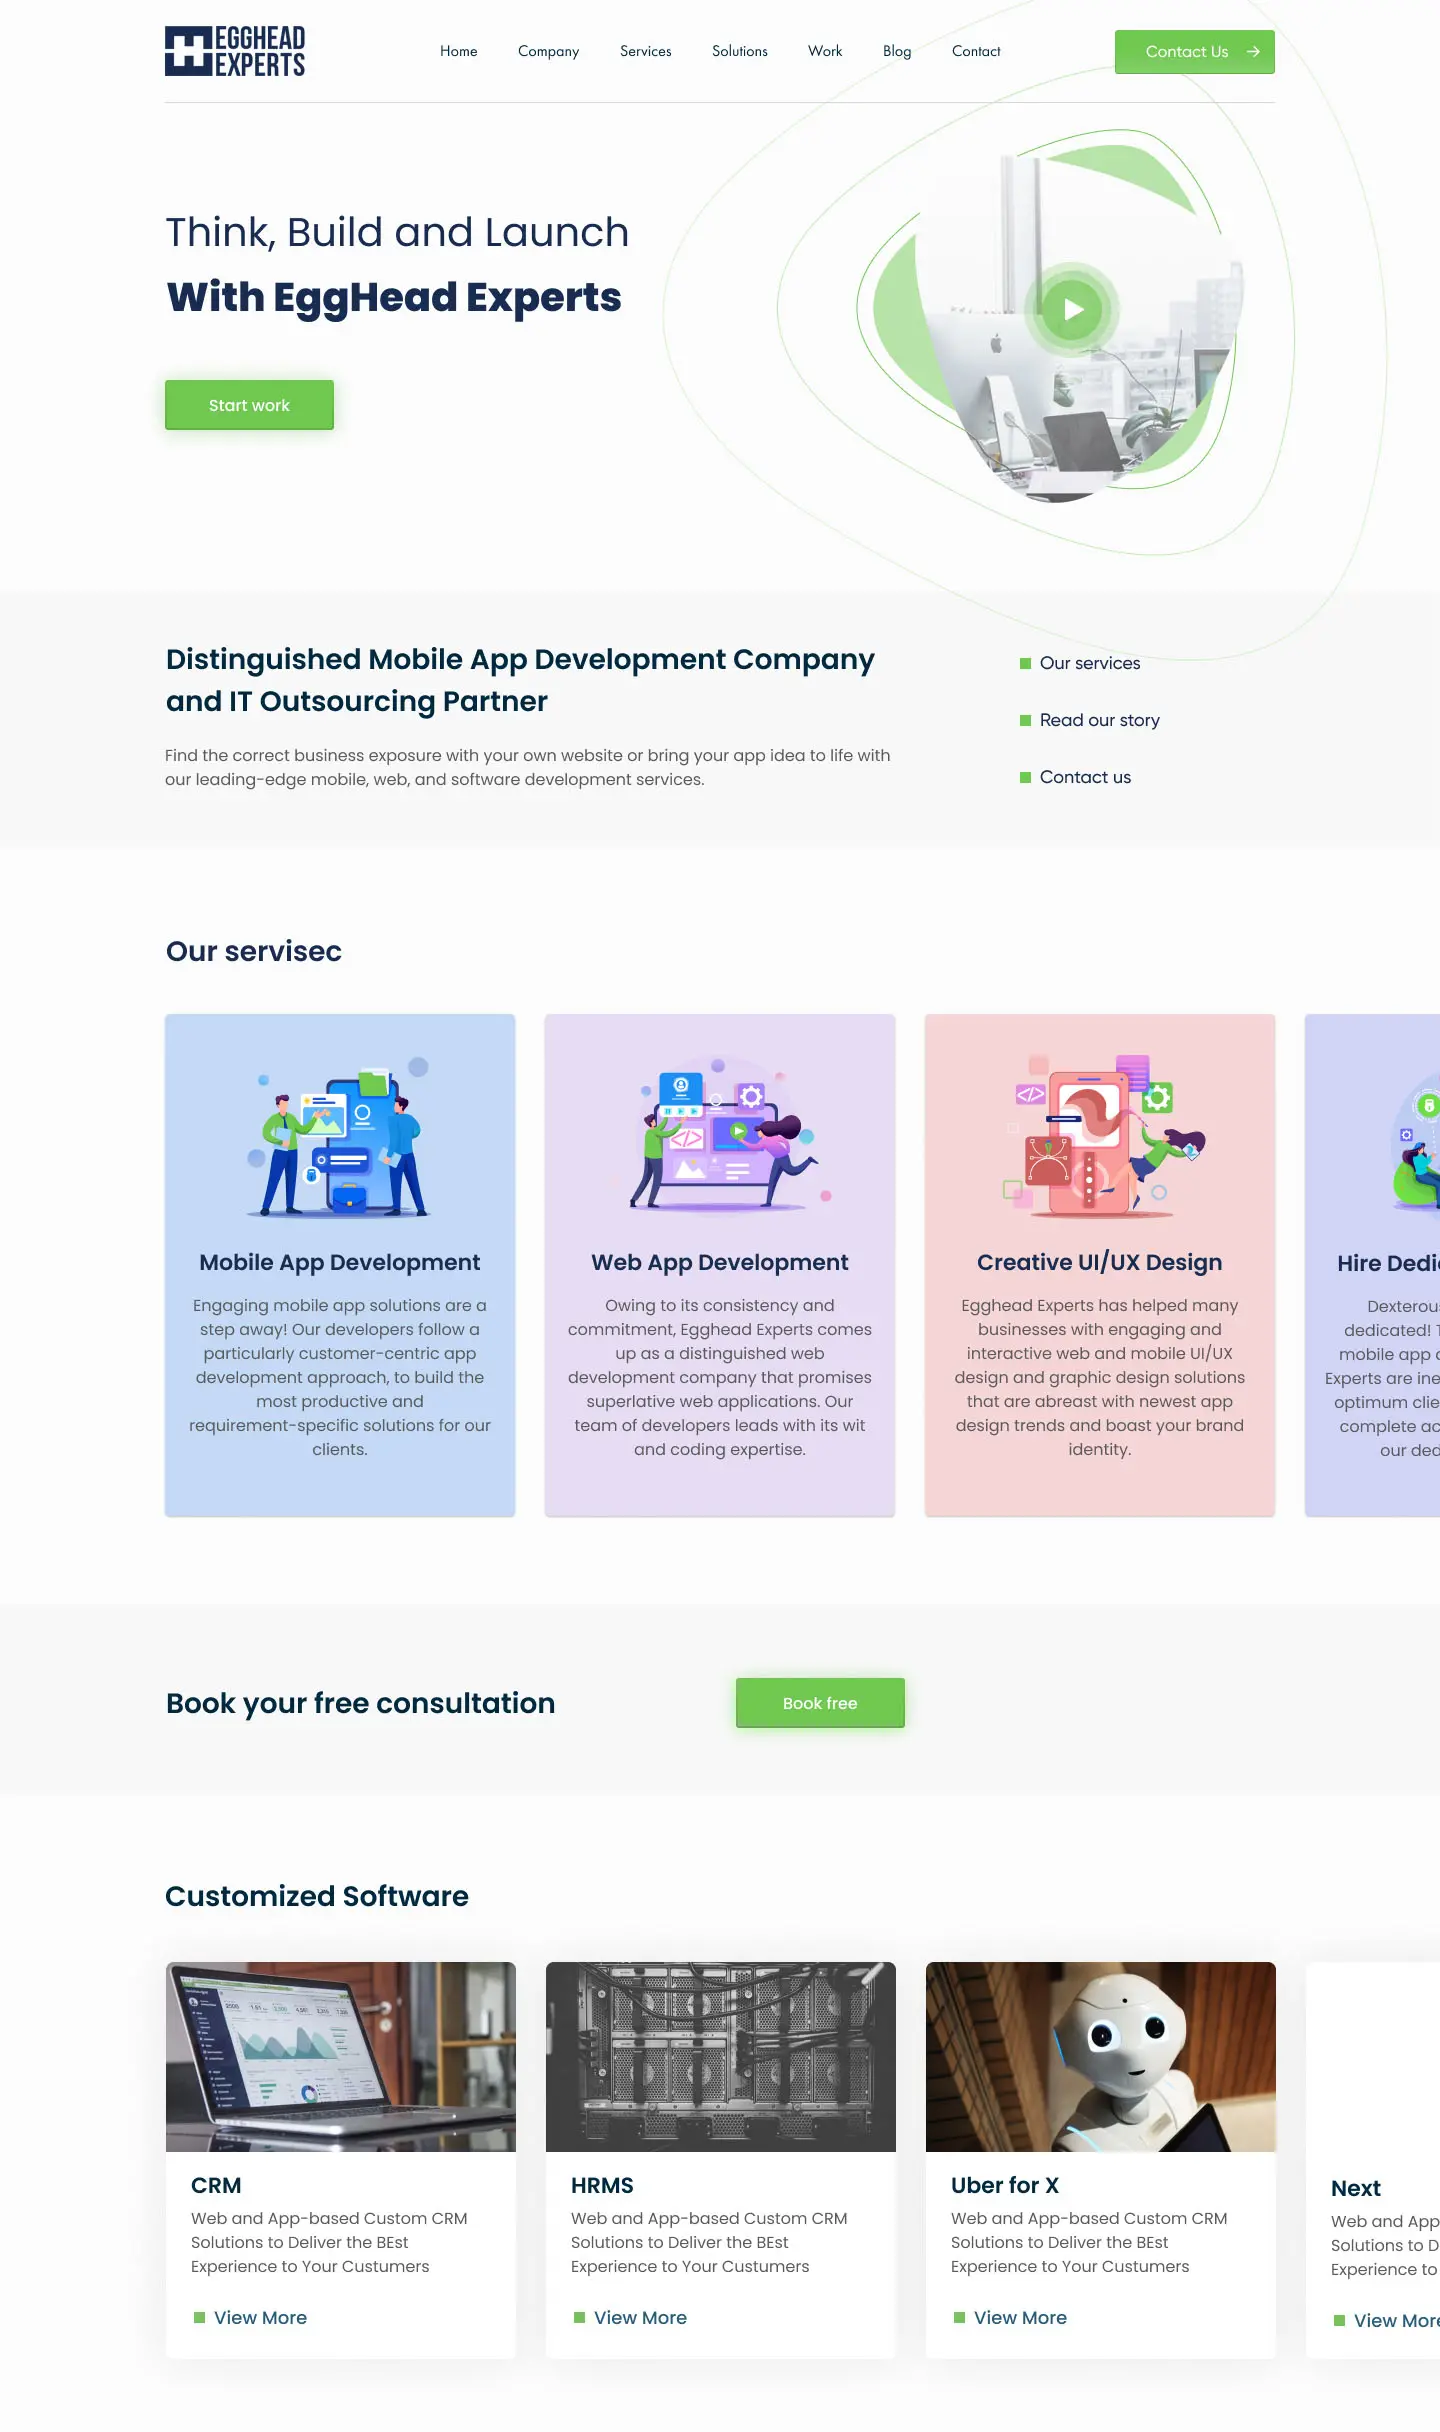 EGGHEAD
EXPERTS
Home Company Services Solutions Work Blog Contact
Contact Us
Think, Build and Launch
With EggHead Experts
Start work
Distinguished Mobile App Development Company
and IT Outsourcing Partner
Find the correct business exposure with your own website or bring your app idea to life with
our leading-edge mobile, web, and software development services.
Our services
Read our story
Contact us
Our servisec
Mobile App Development
Engaging mobile app solutions are a
step away! Our developers follow a
particularly customer-centric app
development approach, to build the
most productive and
requirement-specific solutions for our
clients.
Web App Development
Owing to its consistency and
commitment, Egghead Experts comes
up as a distinguished web
development company that promises
superlative web applications. Our
team of developers leads with its wit
and coding expertise.
Creative UI/UX Design
Egghead Experts has helped many
businesses with engaging and
interactive web and mobile UI/UX
design and graphic design solutions
that are abreast with newest app
design trends and boast your brand
identity.
Hire Dedi
Dexterous
dedicated! T
mobile app
Experts are ine
optimum clie
complete ac
our ded
Book your free consultation
Book free
Customized Software
CRM
Web and App-based Custom CRM
Solutions to Deliver the BEst
Experience to Your Custumers
View More
HRMS
Web and App-based Custom CRM
Solutions to Deliver the BEst
Experience to Your Custumers
View More
Uber for X
Web and App-based Custom CRM
Solutions to Deliver the BEst
Experience to Your Custumers
View More
Next
Web and App
Solutions to D
Experience to
View More